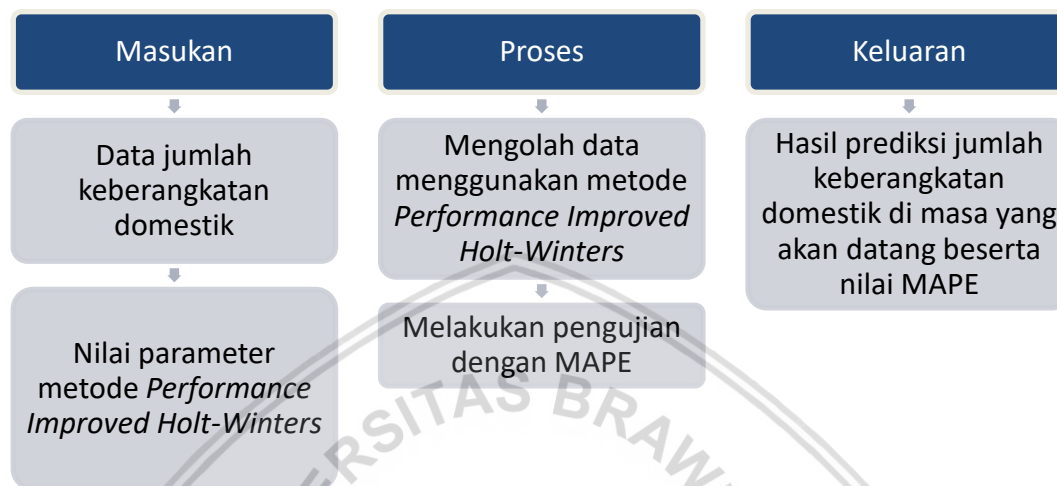 Masukan
Data jumlah
keberangkatan
domestik
Nilai parameter
metode Performance
Improved Holt-Winters
Proses
Mengolah data
menggunakan metode
Performance Improved
Holt-Winters
Melakukan pengujian
dengan MAPE
Keluaran
Hasil prediksi jumlah
keberangkatan
domestik di masa yang
akan datang beserta
nilai MAPE